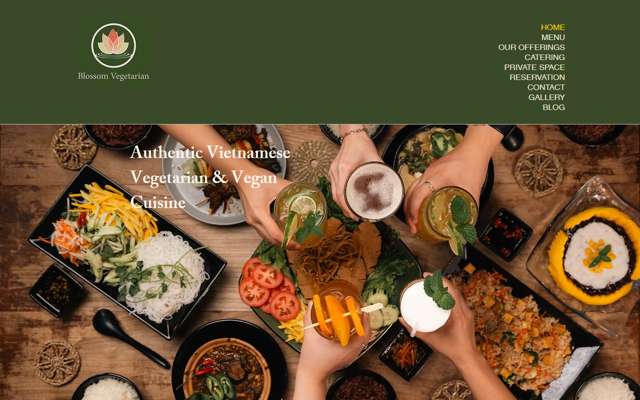 Blossom Vegetarian
HOME
MENU
OUR OFFERINGS
CATERING
PRIVATE SPACE
RESERVATION
CONTACT
GALLERY
BLOG
Authentic Vietnamese
Vegetarian & Vegan
Cuisine